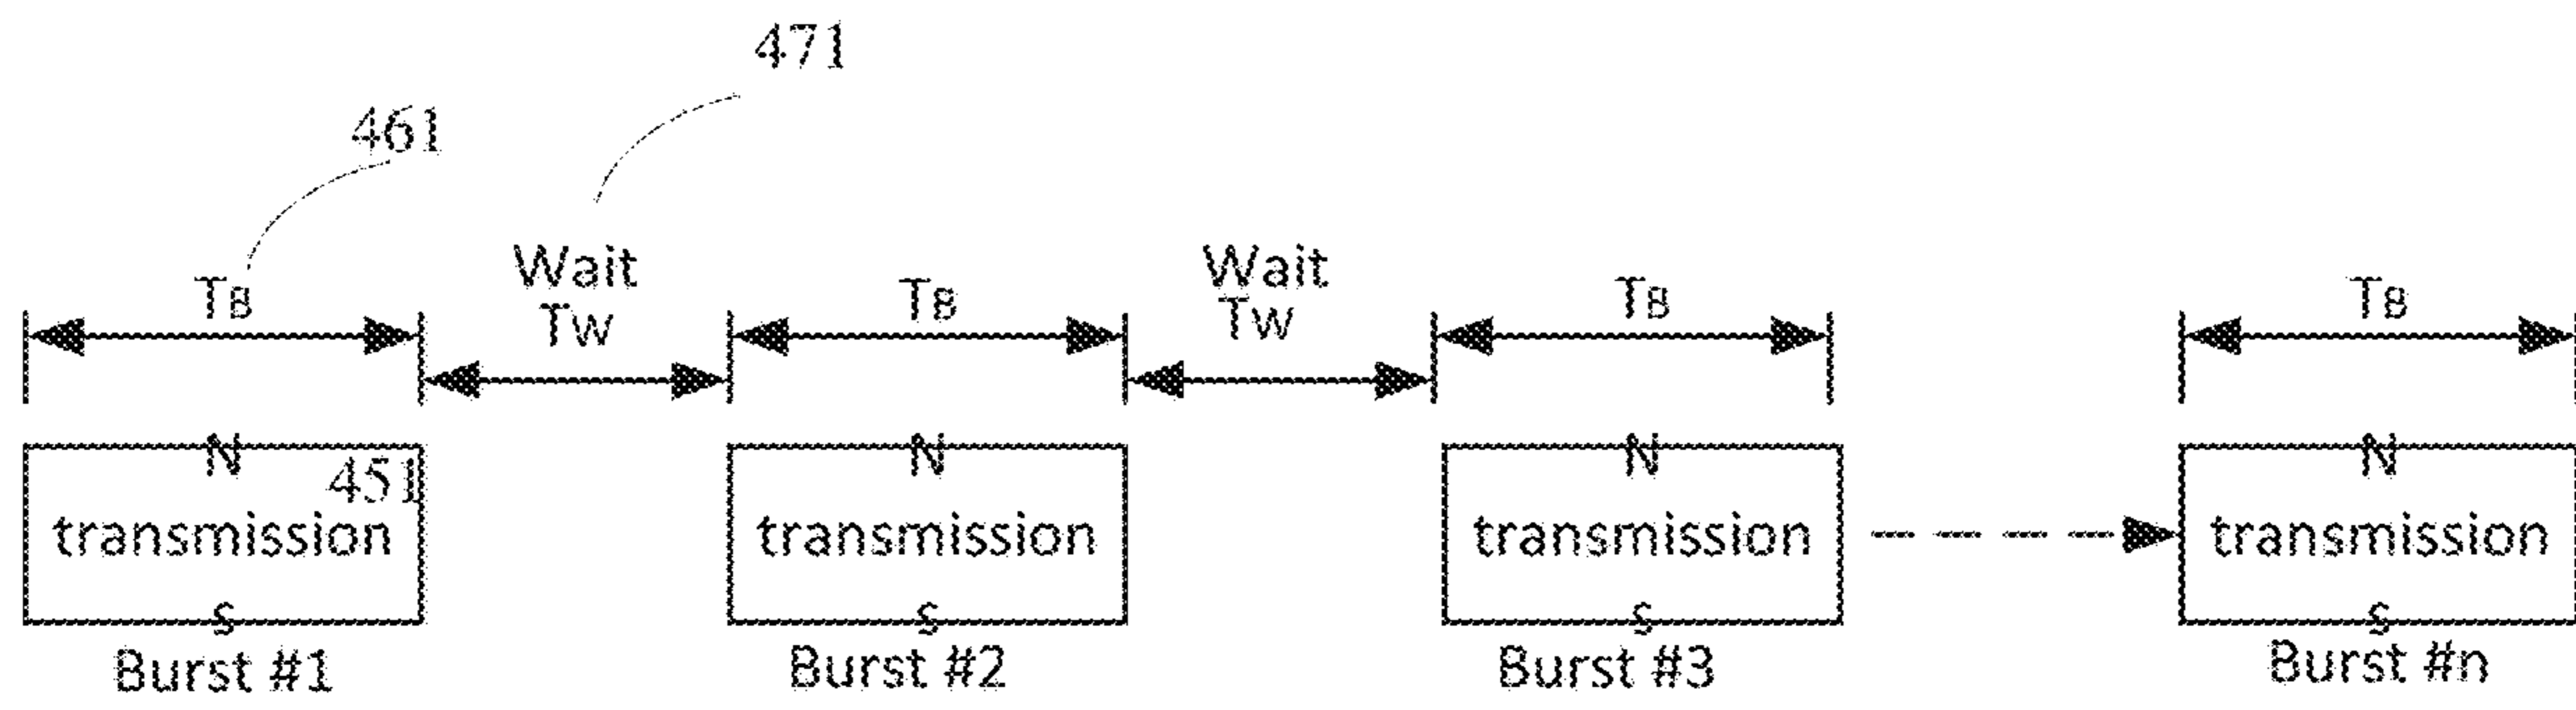 471
461
TB
Wait
TW
TB
Wait
TW
TB
TB
N
451
transmission
s
Burst #1
N
transmission
s
Burst #2
N
transmission
s
Burst #3
N
transmission
s
Burst #n